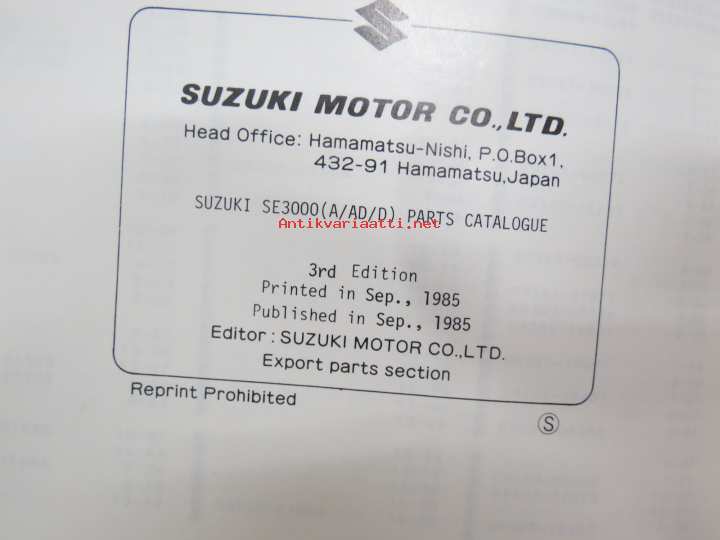 SUZUKI MOTOR CO.,LTD.
Head Office: Hamamatsu-Nishi, P.O.Box1,
432-91 Hamamatsu,Japan
SUZUKI SE3000(A/AD/D) PARTS CATALOGUE
Antikvariaatti.net
3rd Edition
Printed in Sep., 1985
Published in Sep., 1985
Editor : SUZUKI MOTOR CO.,LTD.
Export parts section
Reprint Prohibited
Ⓢ